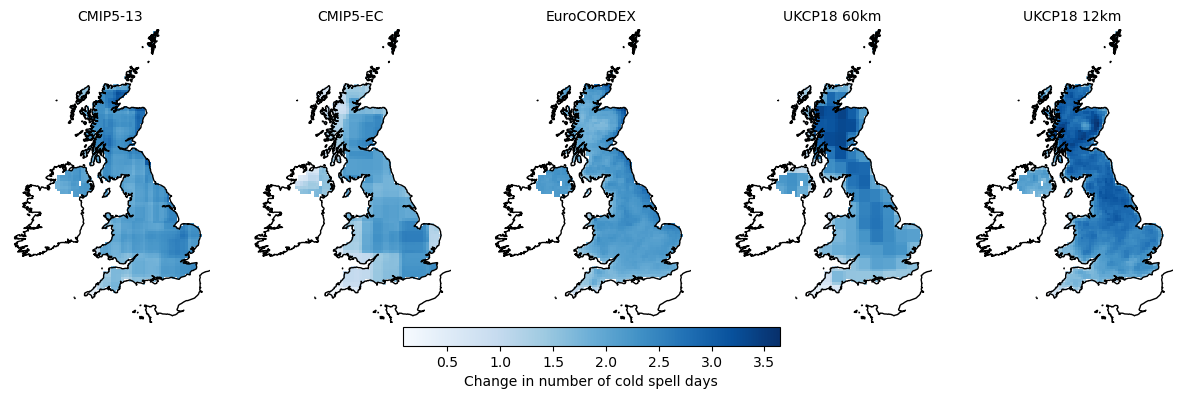 CMIP5-13 CMIP5-EC EuroCORDEX UKCP18 60km UKCP18 12km
0.5 1.0 1.5 2.0 2.5 3.0 3.5
Change in number of cold spell days